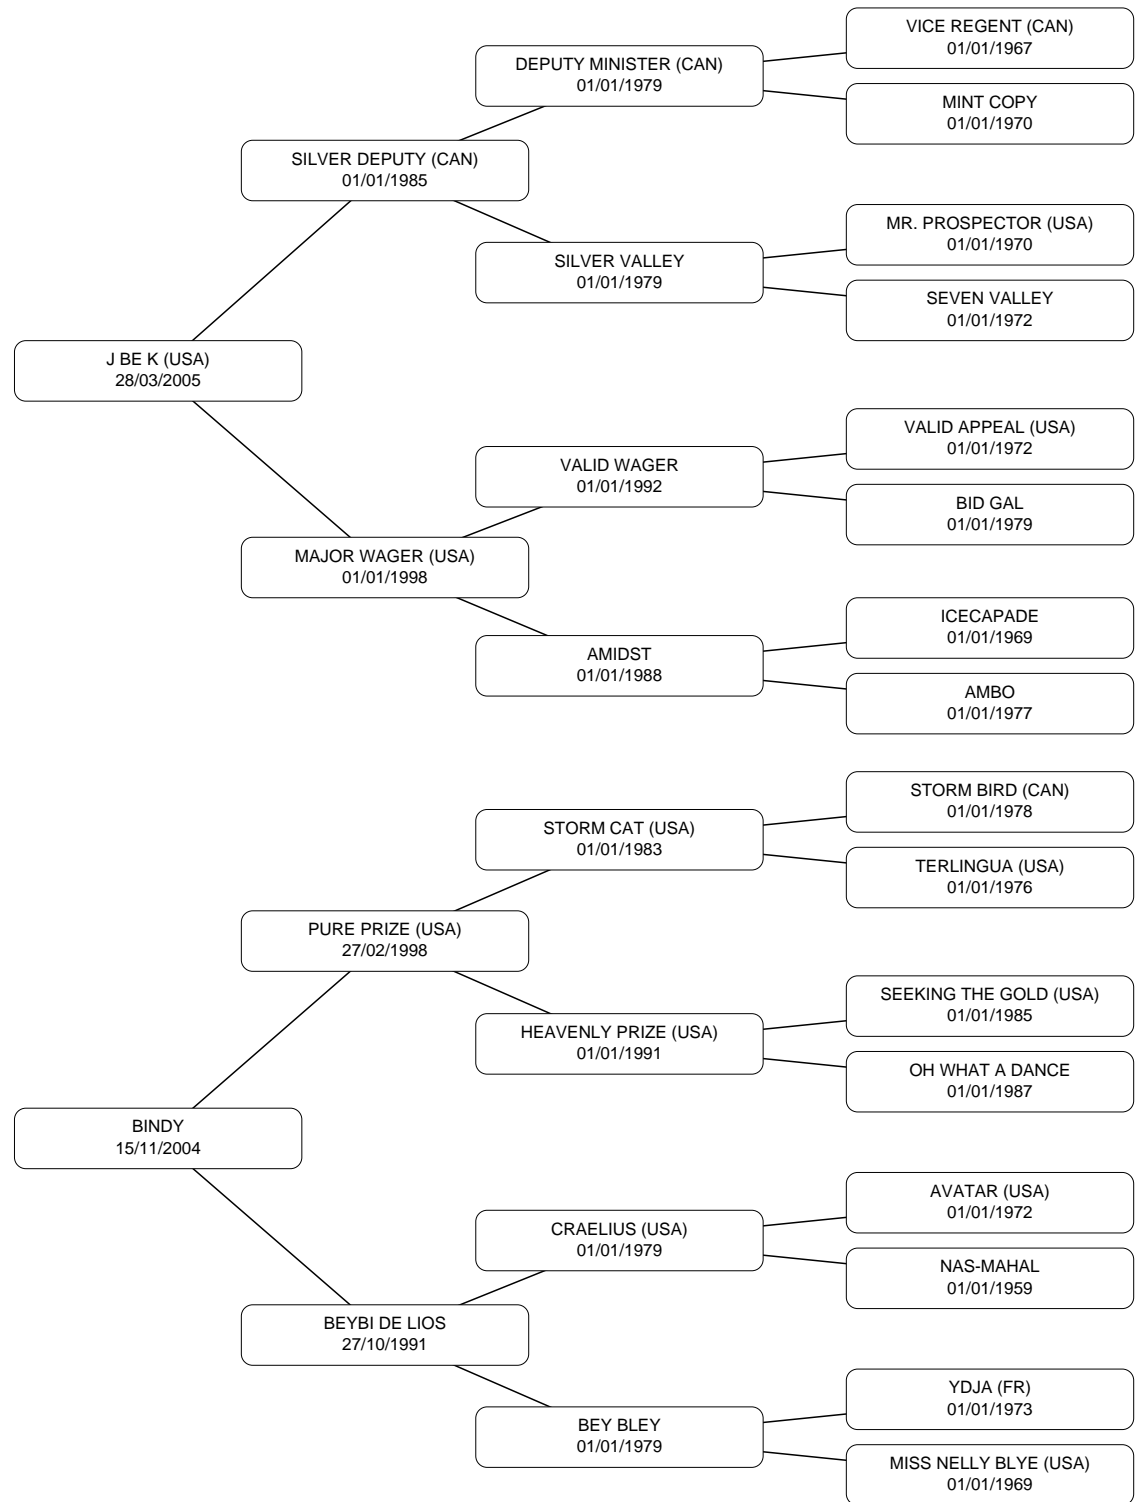 VICE REGENT (CAN)
01/01/1967
DEPUTY MINISTER (CAN)
01/01/1979
MINT COPY
01/01/1970
SILVER DEPUTY (CAN)
01/01/1985
MR. PROSPECTOR (USA)
01/01/1970
SILVER VALLEY
01/01/1979
SEVEN VALLEY
01/01/1972
J BE K (USA)
28/03/2005
VALID APPEAL (USA)
01/01/1972
VALID WAGER
01/01/1992
BID GAL
01/01/1979
MAJOR WAGER (USA)
01/01/1998
ICECAPADE
01/01/1969
AMIDST
01/01/1988
AMBO
01/01/1977
STORM BIRD (CAN)
01/01/1978
STORM CAT (USA)
01/01/1983
TERLINGUA (USA)
01/01/1976
PURE PRIZE (USA)
27/02/1998
SEEKING THE GOLD (USA)
01/01/1985
HEAVENLY PRIZE (USA)
01/01/1991
OH WHAT A DANCE
01/01/1987
BINDY
15/11/2004
AVATAR (USA)
01/01/1972
CRAELIUS (USA)
01/01/1979
NAS-MAHAL
01/01/1959
BEYBI DE LIOS
27/10/1991
YDJA (FR)
01/01/1973
BEY BLEY
01/01/1979
MISS NELLY BLYE (USA)
01/01/1969